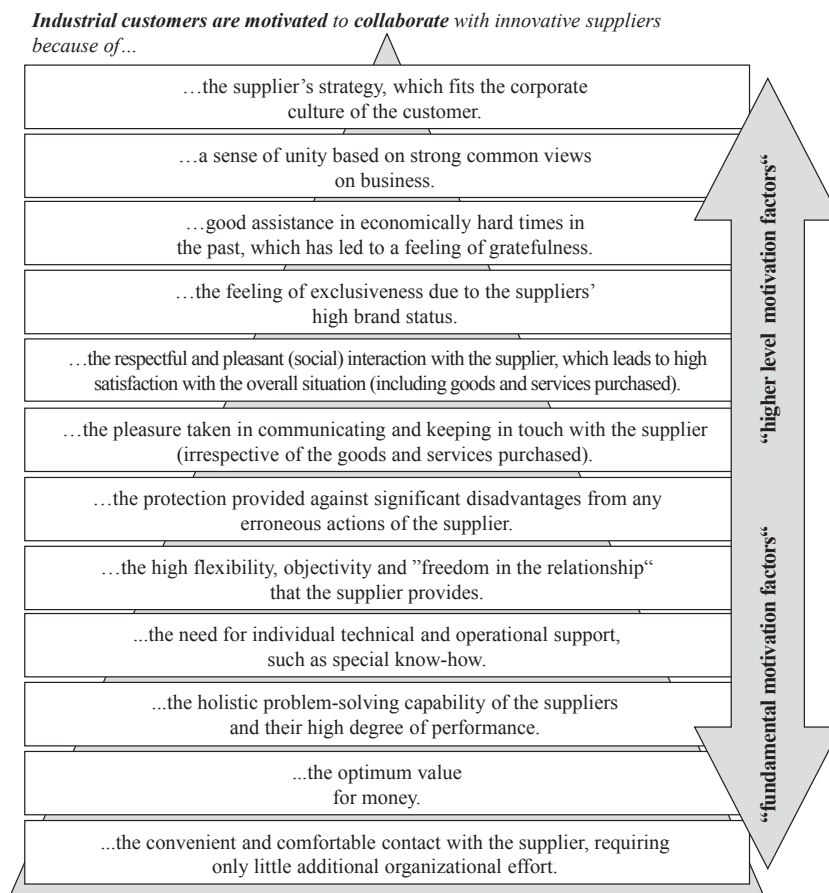 Industrial customers are motivated to collaborate with innovative suppliers
because of…
…the supplier’s strategy, which fits the corporate
culture of the customer.
…a sense of unity based on strong common views
on business.
…good assistance in economically hard times in
the past, which has led to a feeling of gratefulness.
…the feeling of exclusiveness due to the suppliers’
high brand status.
…the respectful and pleasant (social) interaction with the supplier, which leads to high
satisfaction with the overall situation (including goods and services purchased).
…the pleasure taken in communicating and keeping in touch with the supplier
(irrespective of the goods and services purchased).
…the protection provided against significant disadvantages from any
erroneous actions of the supplier.
…the high flexibility, objectivity and ”freedom in the relationship“
that the supplier provides.
...the need for individual technical and operational support,
such as special know-how.
...the holistic problem-solving capability of the suppliers
and their high degree of performance.
...the optimum value
for money.
...the convenient and comfortable contact with the supplier, requiring
only little additional organizational effort.
“higher level motivation factors“
“fundamental motivation factors“